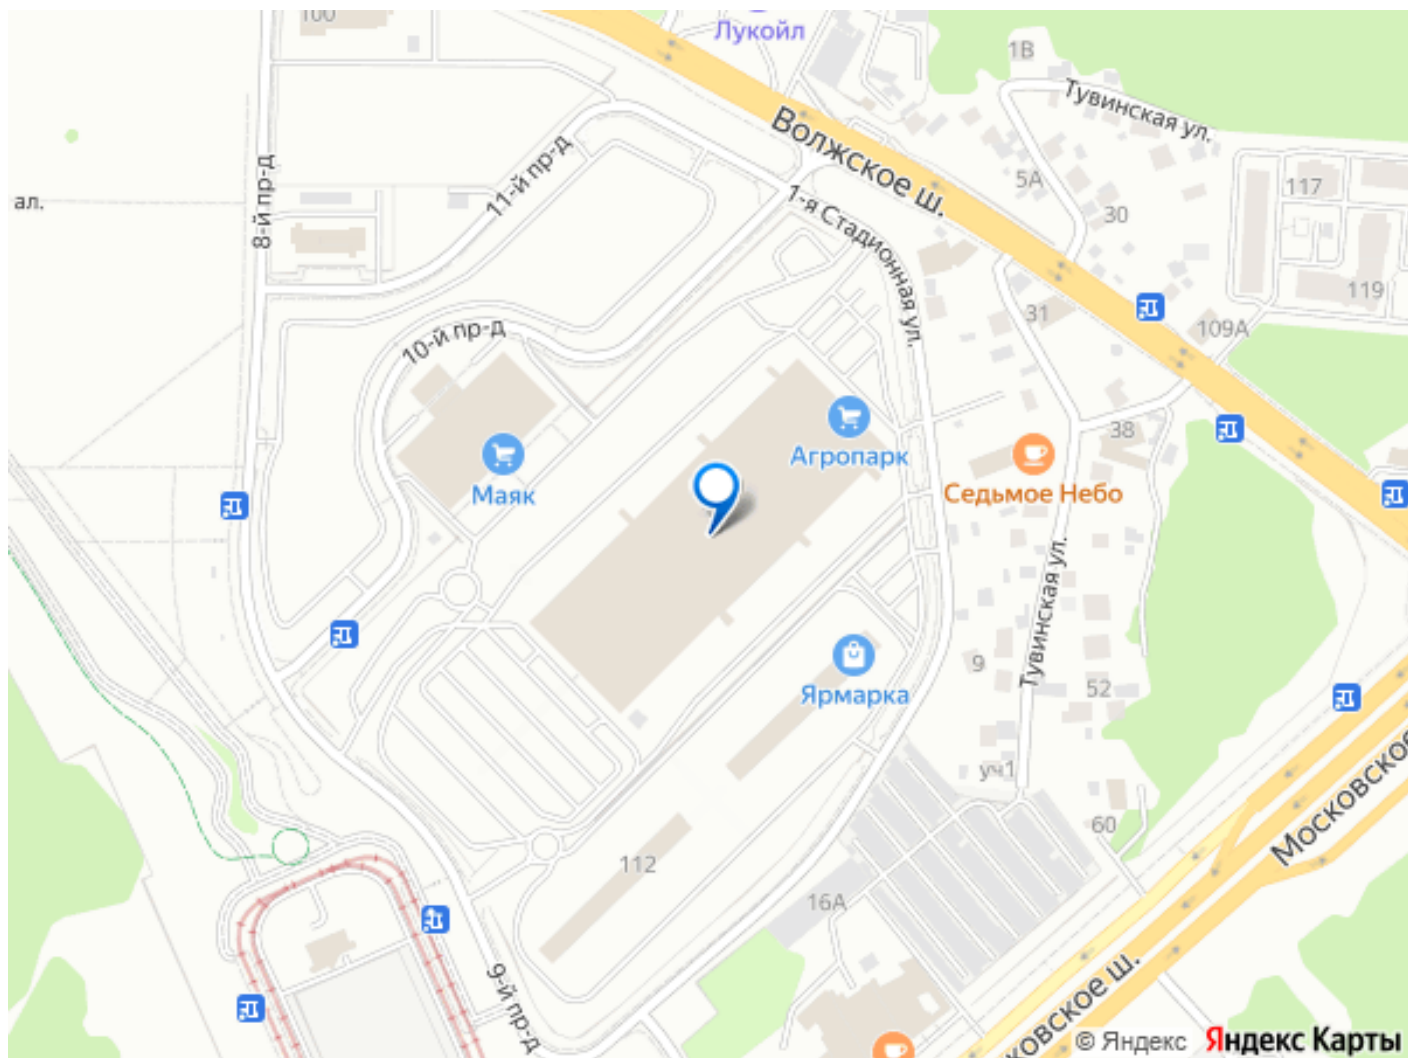 100
Лукойл
1В
Тувинская ул.
Волжское ш.
11-й пр-д
8-й пр-д
ал.
5А
117
30
1-я Стадионная ул.
119
31
109А
10-й пр-д
Агропарк
38
Маяк
Седьмое Небо
Тувинская ул.
9
52
Ярмарка
уч1
60
Московское
112
16А
9-й пр-д
ковское ш.
© Яндекс Яндекс Карты